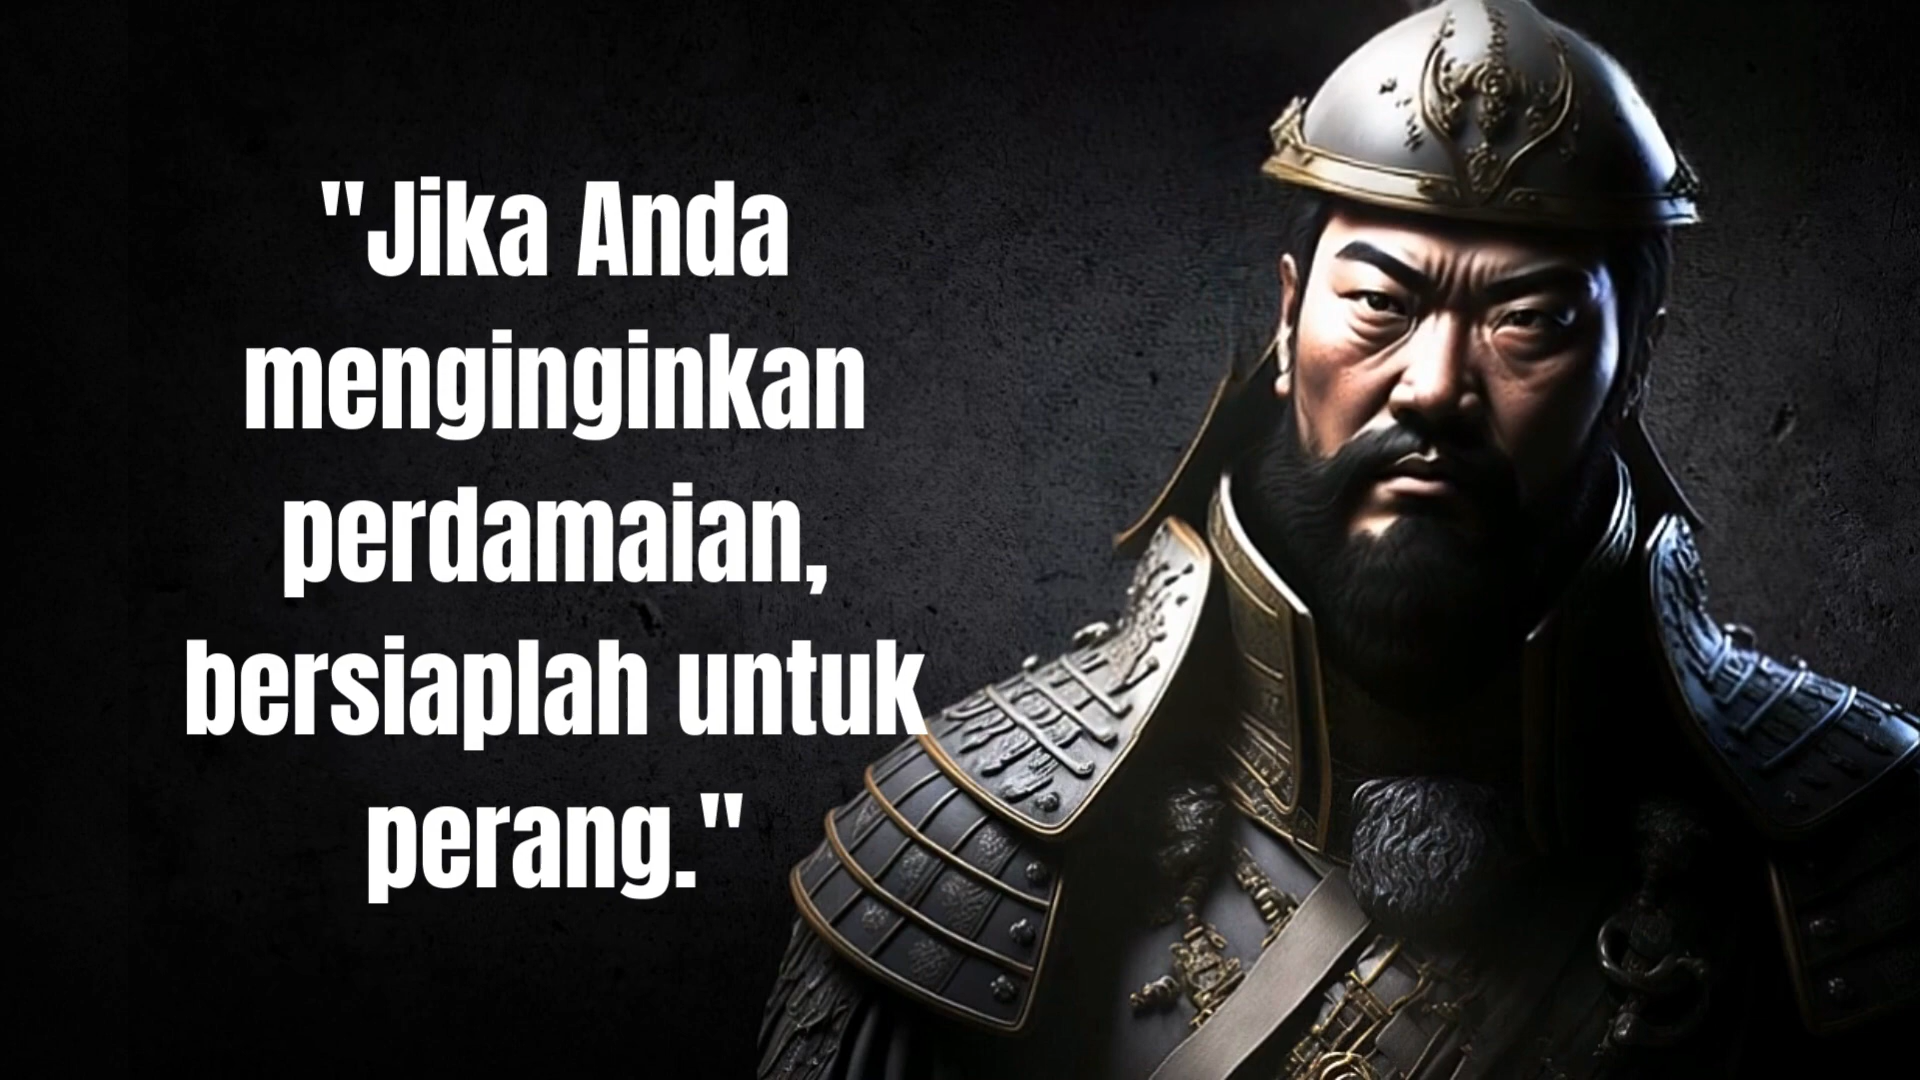 "Jika Anda
menginginkan
perdamaian,
bersiaplah untuk
perang."